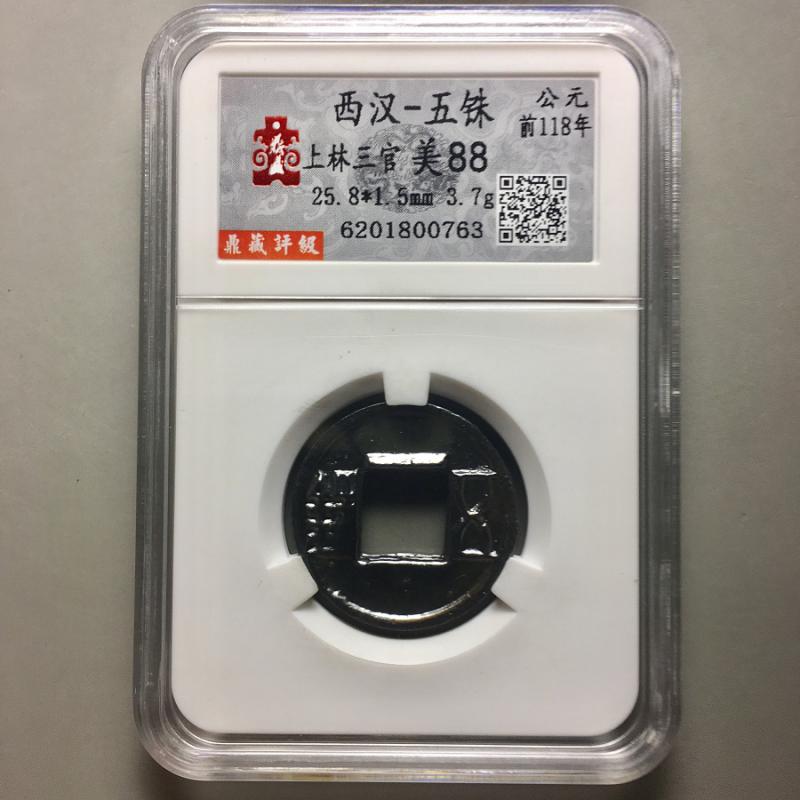 西汉-五铢
公元
前118年
上林三官 美88
25.8*1.5mm 3.7g
6201800763
鼎藏評級
五